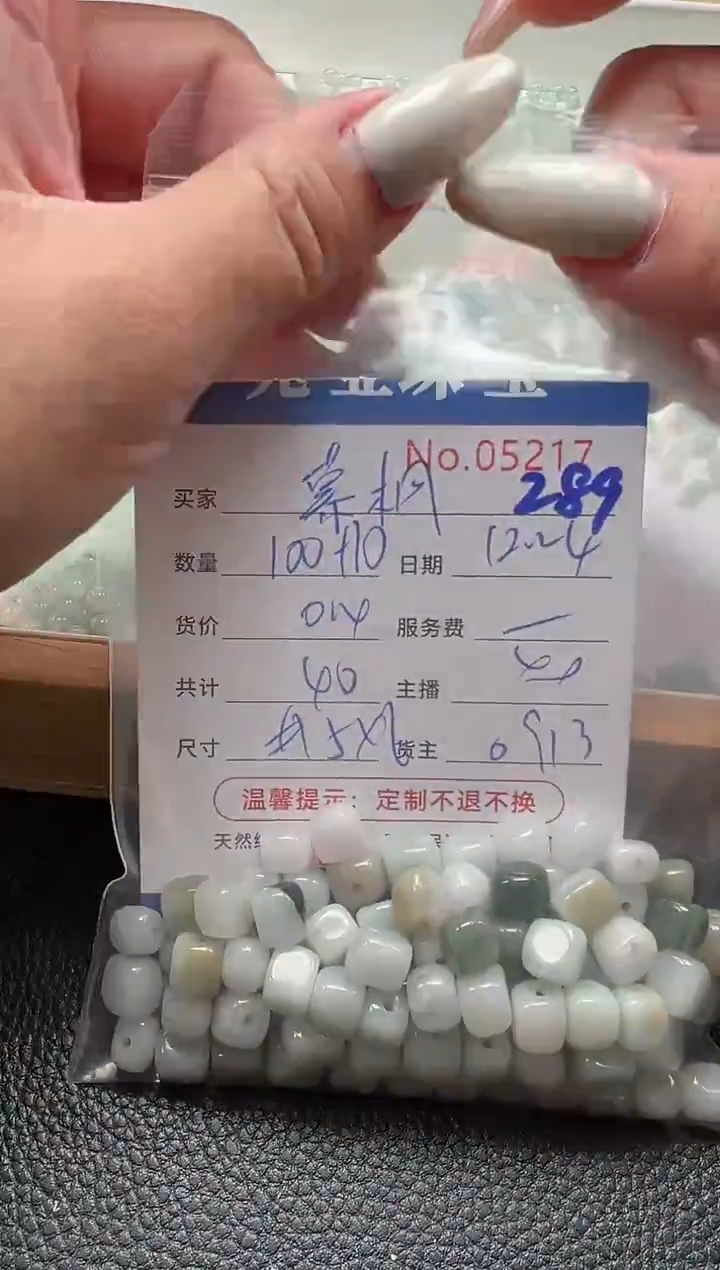 No.05217
买家 桐 289
数量 100+10 日期 12.24
货价 0.4 服务费 —
共计 40 主播
尺寸 货主 0913
温馨提示：定制不退不换
天然